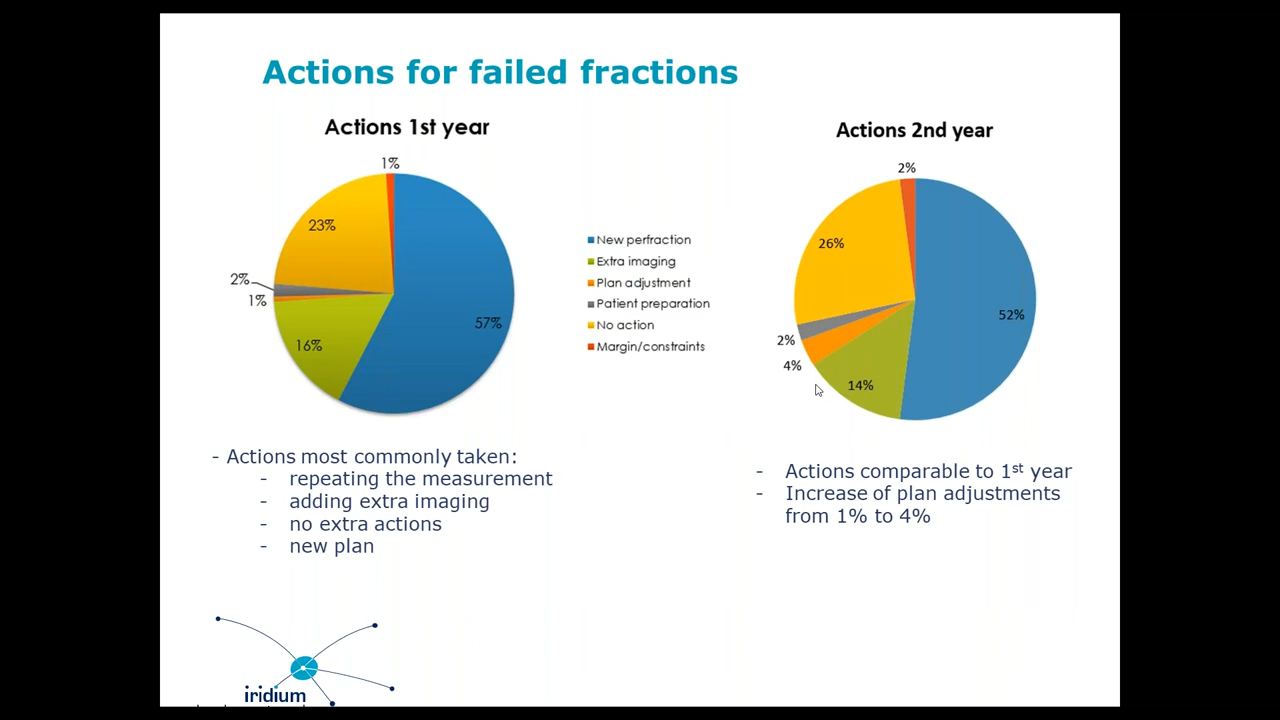 Actions for failed fractions
Actions 1st year
1%
23%
2%
1%
16%
57%
New perfraction
Extra imaging
Plan adjustment
Patient preparation
No action
Margin/constraints
Actions 2nd year
2%
26%
2%
4%
14%
52%
- Actions most commonly taken:
- repeating the measurement
- adding extra imaging
- no extra actions
- new plan
- Actions comparable to 1st year
- Increase of plan adjustments
from 1% to 4%
iridium